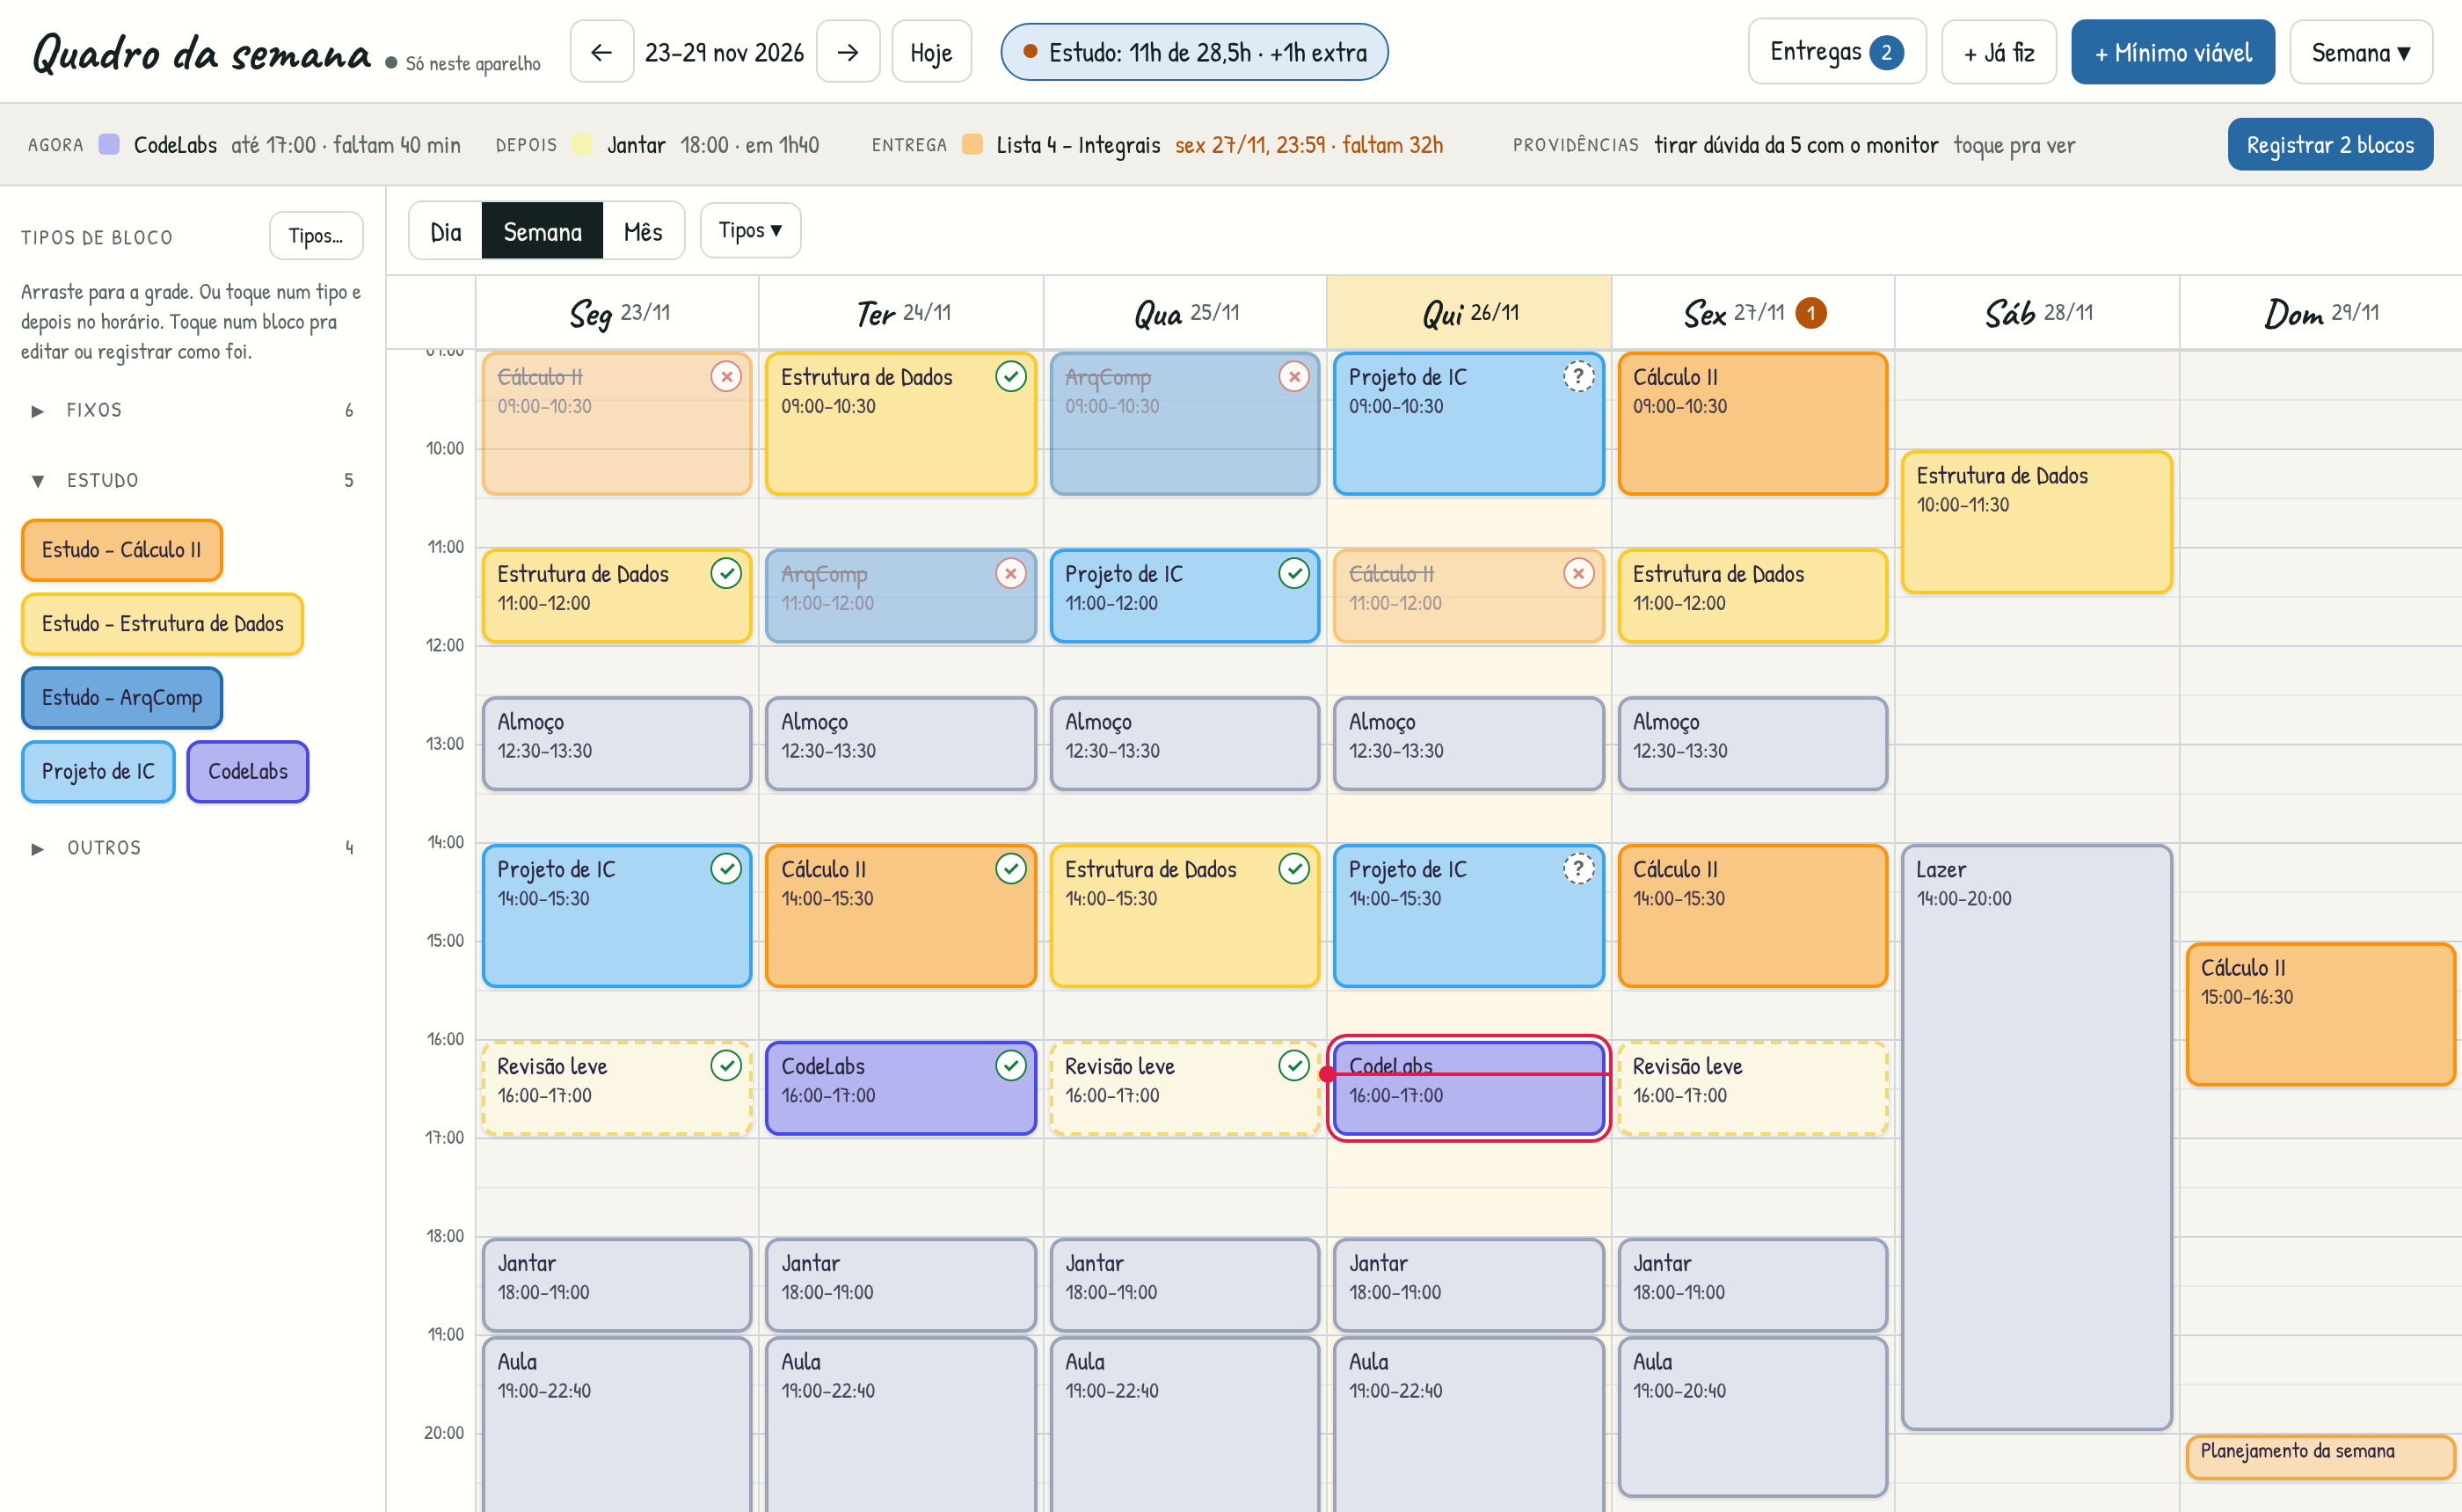 Quadro da semana
Só neste aparelho
←
23–29 nov 2026
→
Hoje
Estudo: 11h de 28,5h · +1h extra
Entregas 2
+ Já fiz
+ Mínimo viável
Semana ▾
AGORA CodeLabs até 17:00 · faltam 40 min
DEPOIS Jantar 18:00 · em 1h40
ENTREGA Lista 4 – Integrais sex 27/11, 23:59 · faltam 32h
PROVIDÊNCIAS tirar dúvida da 5 com o monitor toque pra ver
Registrar 2 blocos
TIPOS DE BLOCO
Tipos…
Arraste para a grade. Ou toque num tipo e
depois no horário. Toque num bloco pra
editar ou registrar como foi.
▸ FIXOS 6
▾ ESTUDO 5
Estudo – Cálculo II
Estudo – Estrutura de Dados
Estudo – ArqComp
Projeto de IC
CodeLabs
▸ OUTROS 4
Dia
Semana
Mês
Tipos ▾
Seg 23/11
Ter 24/11
Qua 25/11
Qui 26/11
Sex 27/11 1
Sáb 28/11
Dom 29/11
10:00
11:00
12:00
13:00
14:00
15:00
16:00
17:00
18:00
19:00
20:00
Cálculo II
09:00–10:30
Estrutura de Dados
11:00–12:00
Almoço
12:30–13:30
Projeto de IC
14:00–15:30
Revisão leve
16:00–17:00
Jantar
18:00–19:00
Aula
19:00–22:40
Estrutura de Dados
09:00–10:30
ArqComp
11:00–12:00
Almoço
12:30–13:30
Cálculo II
14:00–15:30
CodeLabs
16:00–17:00
Jantar
18:00–19:00
Aula
19:00–22:40
ArqComp
09:00–10:30
Projeto de IC
11:00–12:00
Almoço
12:30–13:30
Estrutura de Dados
14:00–15:30
Revisão leve
16:00–17:00
Jantar
18:00–19:00
Aula
19:00–22:40
Projeto de IC
?
09:00–10:30
Cálculo II
11:00–12:00
Almoço
12:30–13:30
Projeto de IC
?
14:00–15:30
CodeLabs
16:00–17:00
Jantar
18:00–19:00
Aula
19:00–22:40
Cálculo II
09:00–10:30
Estrutura de Dados
11:00–12:00
Almoço
12:30–13:30
Cálculo II
14:00–15:30
Revisão leve
16:00–17:00
Jantar
18:00–19:00
Aula
19:00–20:40
Estrutura de Dados
10:00–11:30
Lazer
14:00–20:00
Cálculo II
15:00–16:30
Planejamento da semana